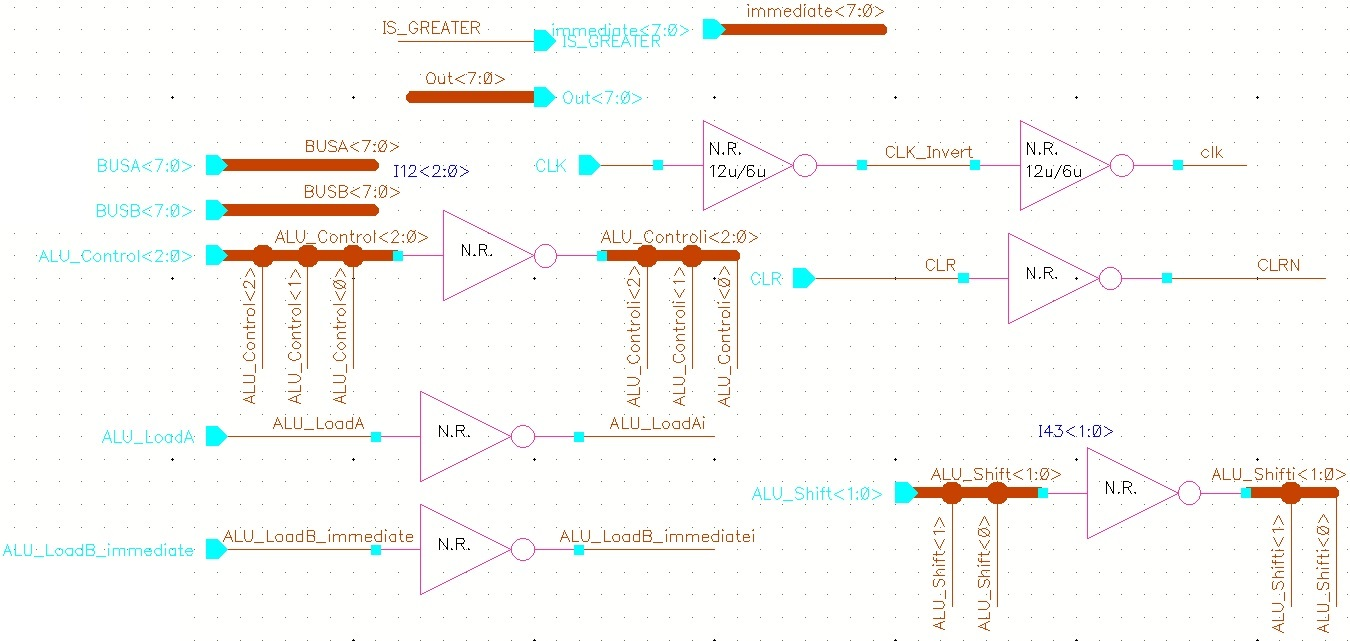 immediate<7:0>
IS_GREATER
immediate<7:0>
IS_GREATER
Out<7:0>
Out<7:0>
BUSA<7:0>
BUSA<7:0>
I12<2:0>
BUSB<7:0>
BUSB<7:0>
CLK
N.R.
12u/6u
CLK_Invert
N.R.
12u/6u
clk
ALU_Control<2:0>
ALU_Control<2:0>
N.R.
ALU_Controli<2:0>
ALU_Control<2>
ALU_Control<1>
ALU_Control<0>
ALU_Controli<2>
ALU_Controli<1>
ALU_Controli<0>
CLR
CLR
N.R.
CLRN
ALU_LoadA
ALU_LoadA
N.R.
ALU_LoadAi
I43<1:0>
ALU_Shift<1:0>
ALU_Shift<1:0>
N.R.
ALU_Shifti<1:0>
ALU_Shift<1>
ALU_Shift<0>
ALU_Shifti<1>
ALU_Shifti<0>
ALU_LoadB_immediate
ALU_LoadB_immediate
N.R.
ALU_LoadB_immediatei